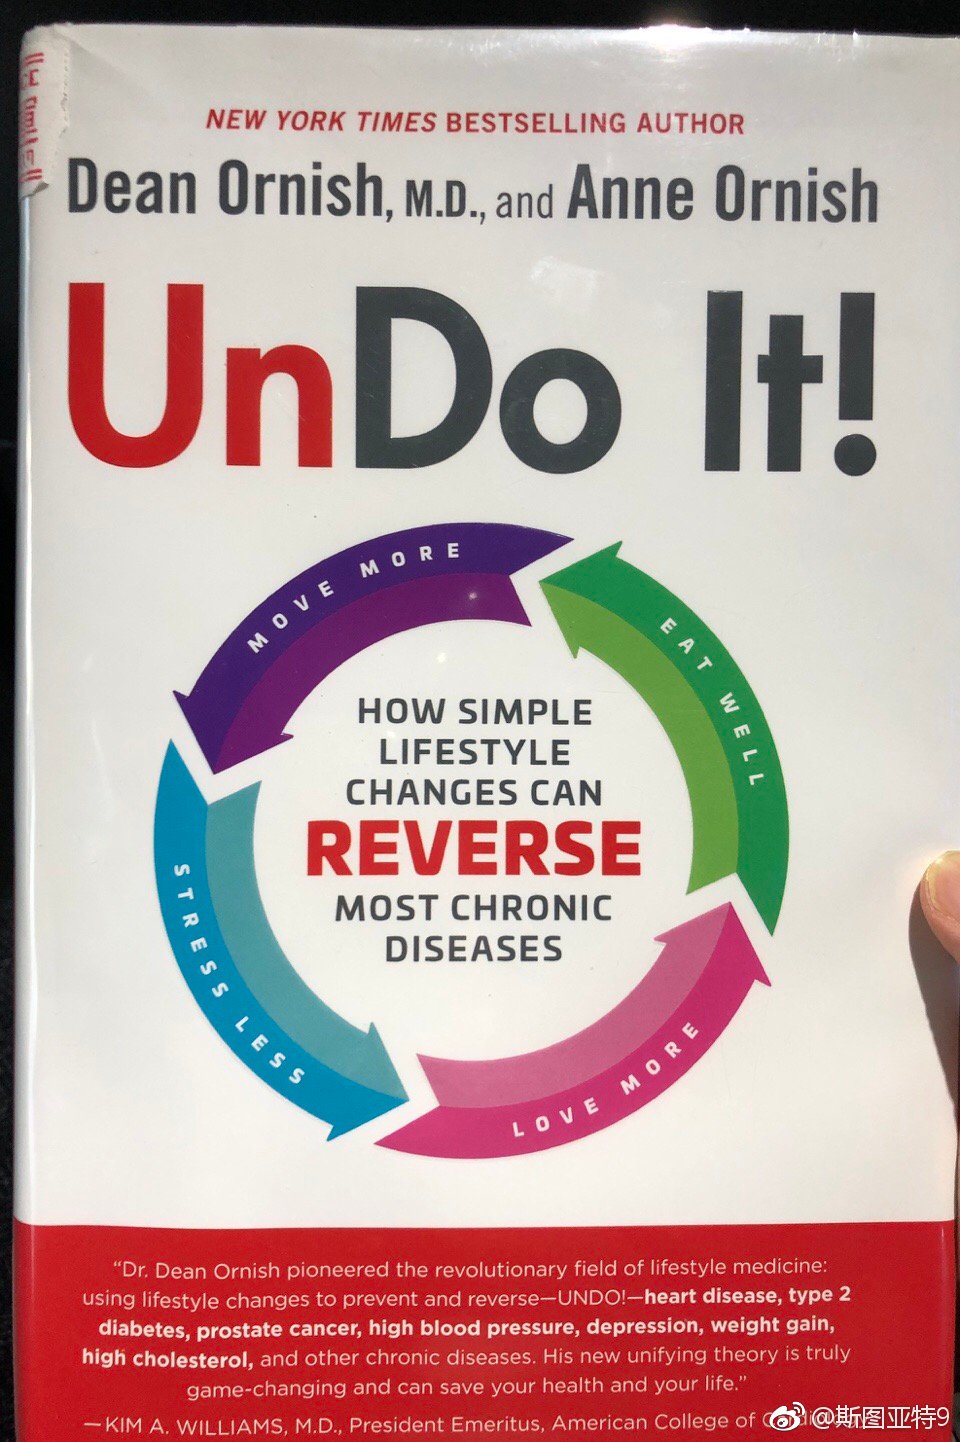 NEW YORK TIMES BESTSELLING AUTHOR
Dean Ornish, M.D., and Anne Ornish
UnDo It!
MOVE MORE
EAT WELL
STRESS LESS
LOVE MORE
HOW SIMPLE
LIFESTYLE
CHANGES CAN
REVERSE
MOST CHRONIC
DISEASES
“Dr. Dean Ornish pioneered the revolutionary field of lifestyle medicine:
using lifestyle changes to prevent and reverse—UNDO!—heart disease, type 2
diabetes, prostate cancer, high blood pressure, depression, weight gain,
high cholesterol, and other chronic diseases. His new unifying theory is truly
game-changing and can save your health and your life.”
—KIM A. WILLIAMS, M.D., President Emeritus, American College of
@斯图亚特9